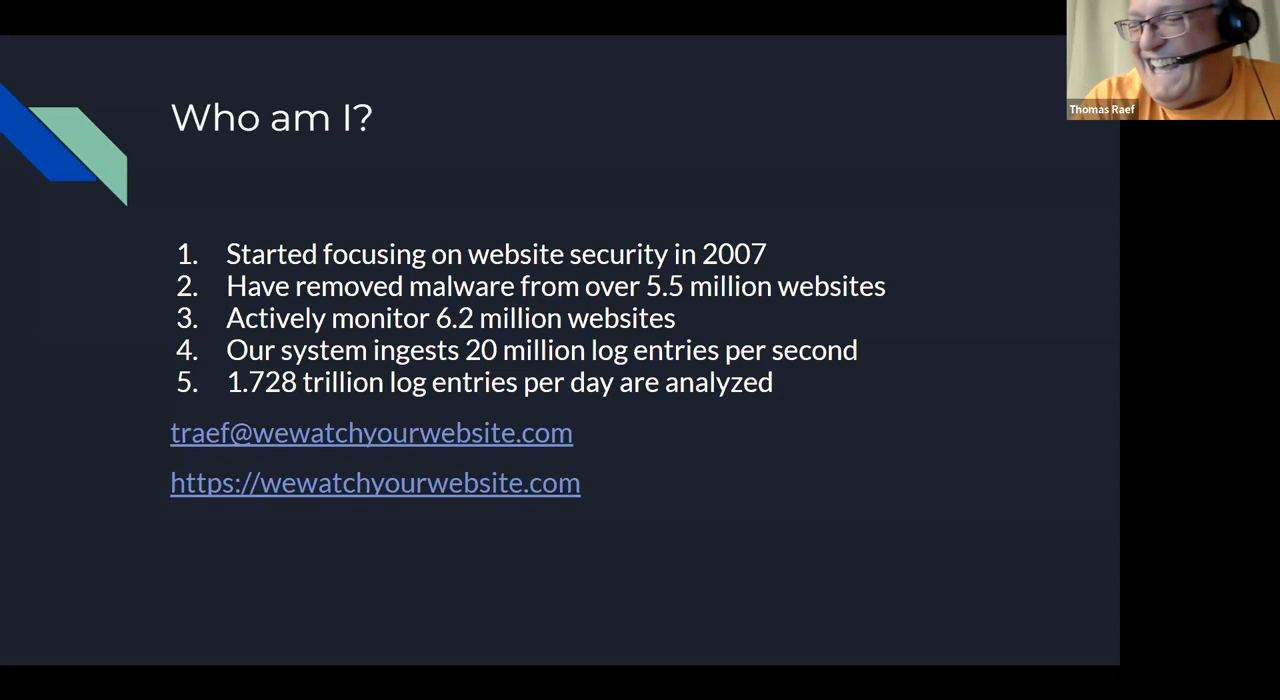 Who am I?
Thomas Raef
1. Started focusing on website security in 2007
2. Have removed malware from over 5.5 million websites
3. Actively monitor 6.2 million websites
4. Our system ingests 20 million log entries per second
5. 1.728 trillion log entries per day are analyzed
traef@wewatchyourwebsite.com
https://wewatchyourwebsite.com